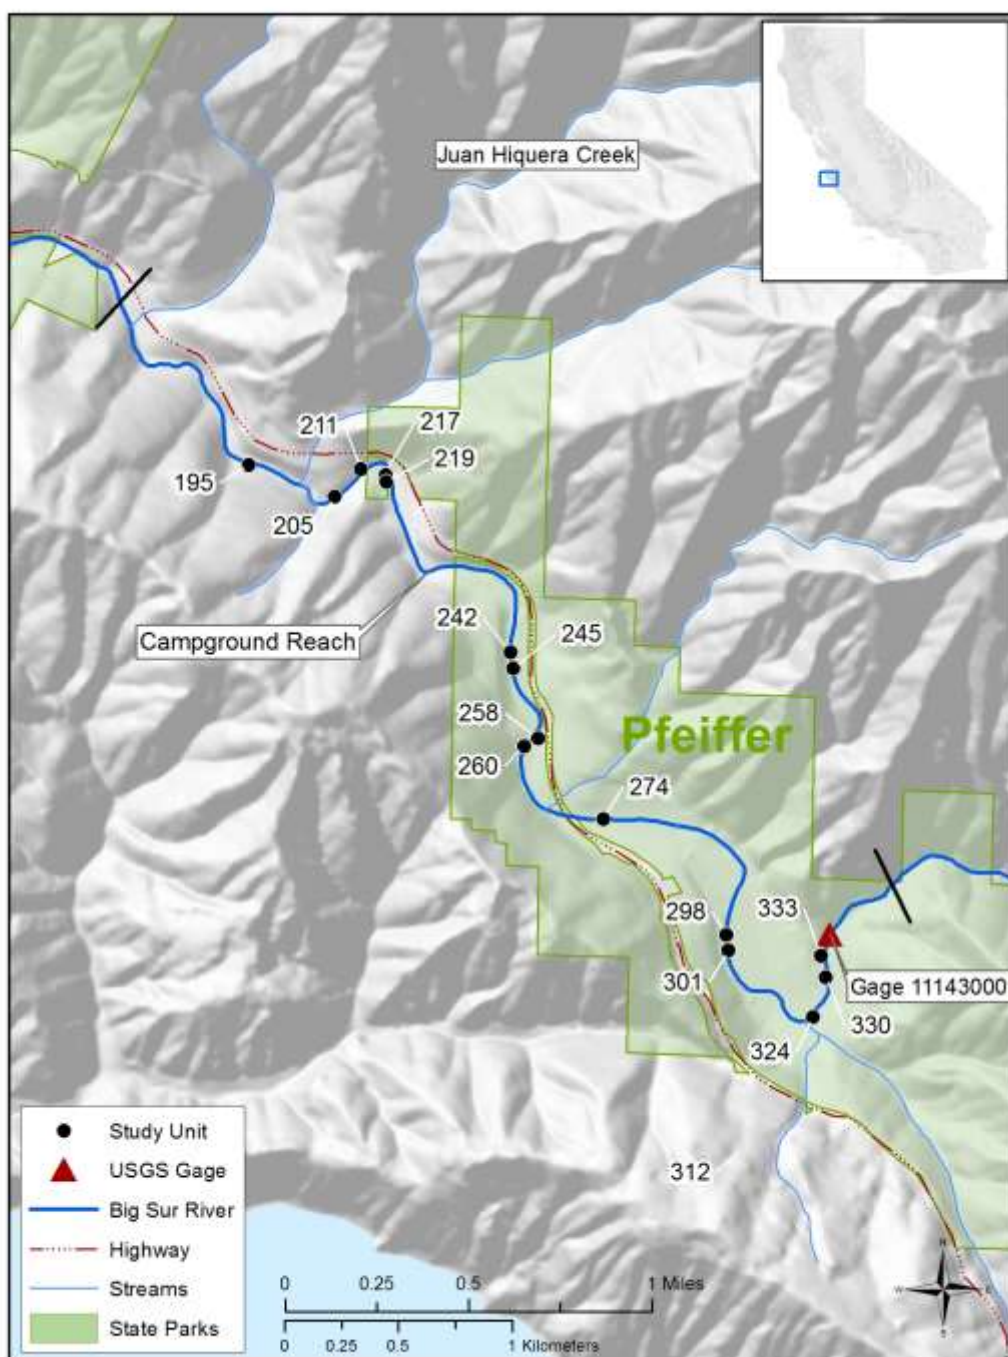 Juan Hiquera Creek
211
217
219
195
205
Campground Reach
242
245
258
Pfeiffer
260
274
298
333
301
Gage 11143000
330
324
312
Study Unit
USGS Gage
Big Sur River
Highway
Streams
State Parks
0 0.25 0.5 1 Miles
0 0.25 0.5 1 Kilometers
N
W E
S